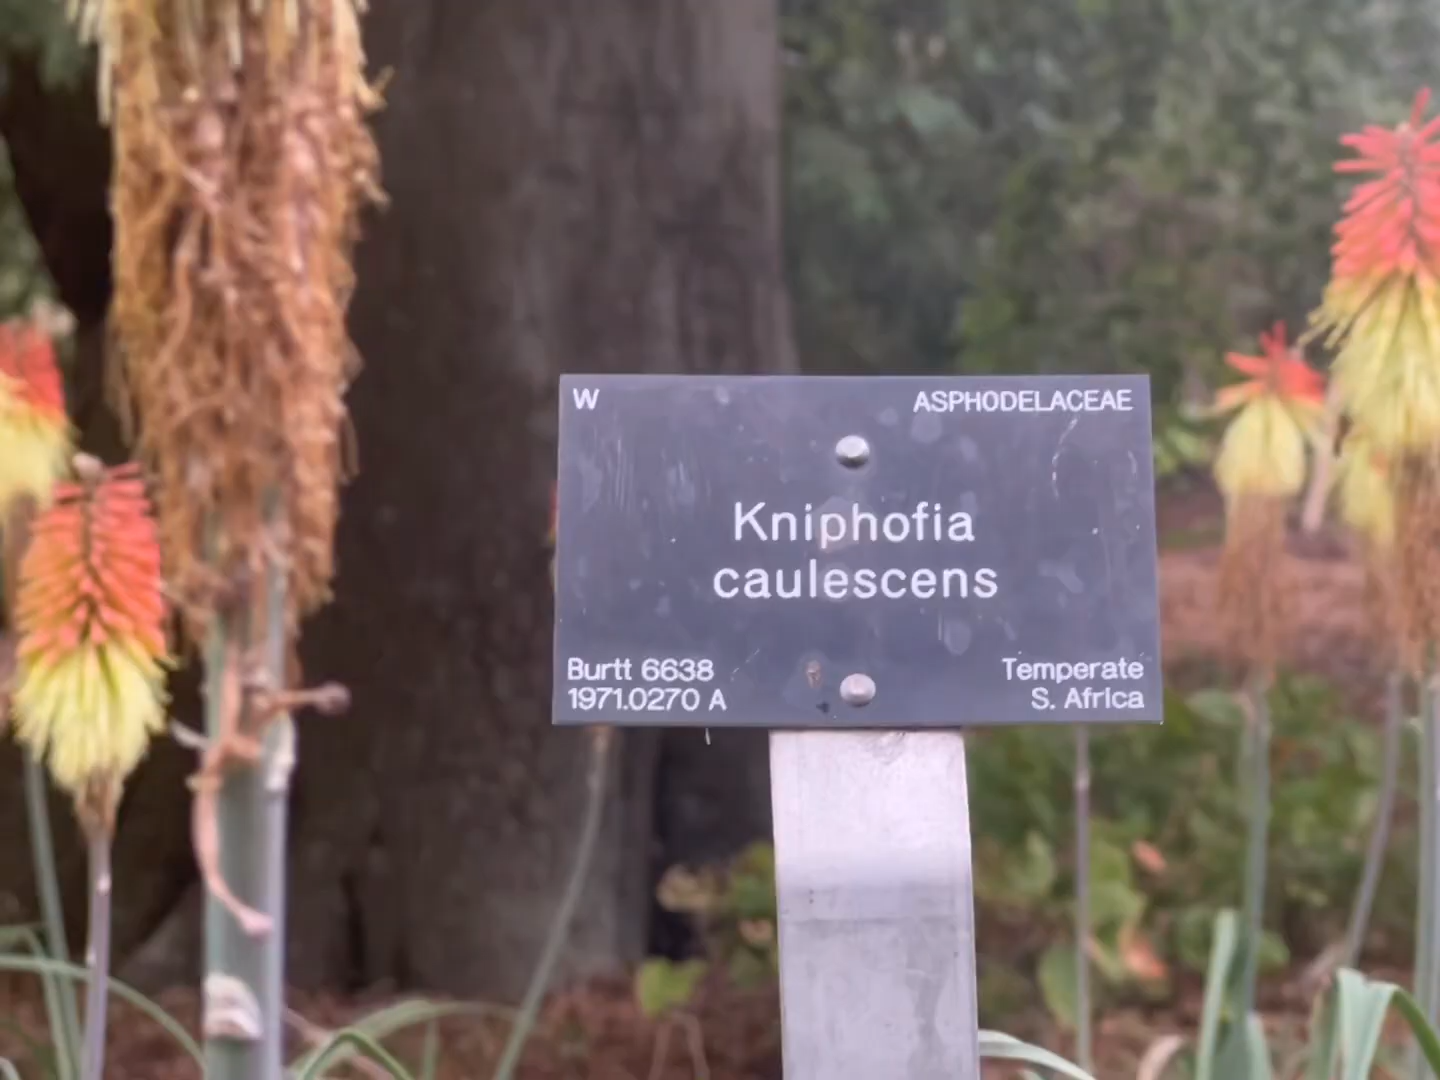 W
ASPHODELACEAE
Kniphofia
caulescens
Burtt 6638
1971.0270 A
Temperate
S. Africa